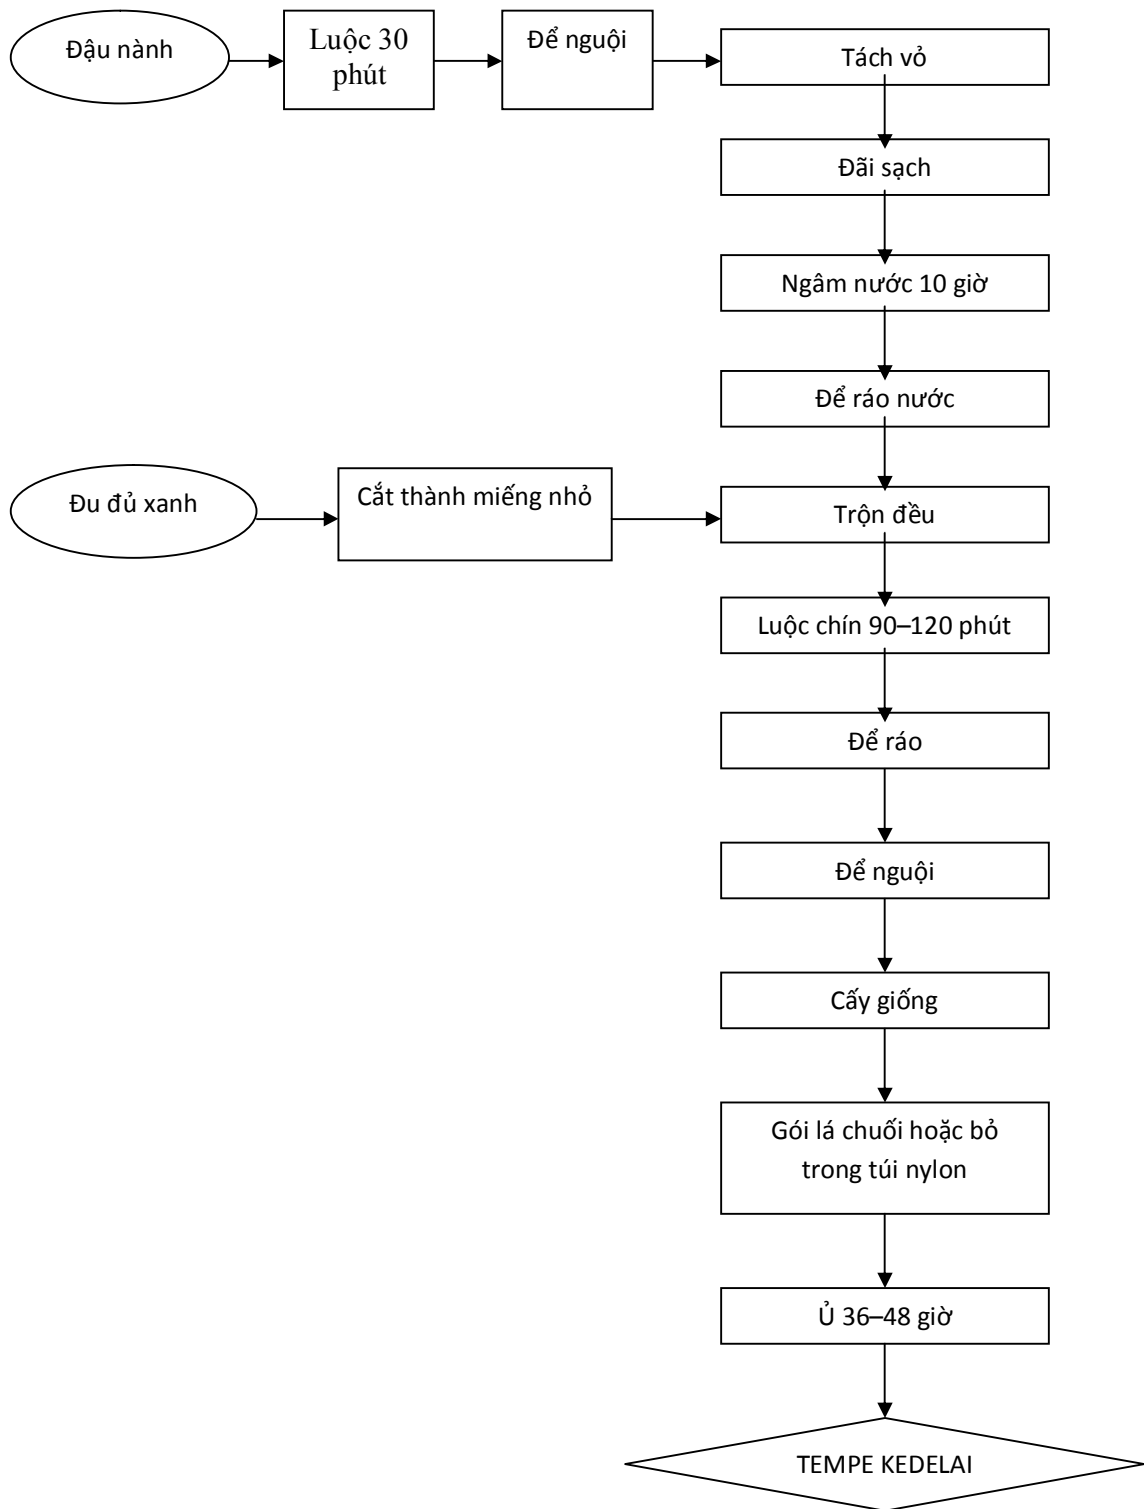 Đậu nành
Luộc 30
phút
Để nguội
Tách vỏ
Đãi sạch
Ngâm nước 10 giờ
Để ráo nước
Đu đủ xanh
Cắt thành miếng nhỏ
Trộn đều
Luộc chín 90–120 phút
Để ráo
Để nguội
Cấy giống
Gói lá chuối hoặc bỏ
trong túi nylon
Ủ 36–48 giờ
TEMPE KEDELAI